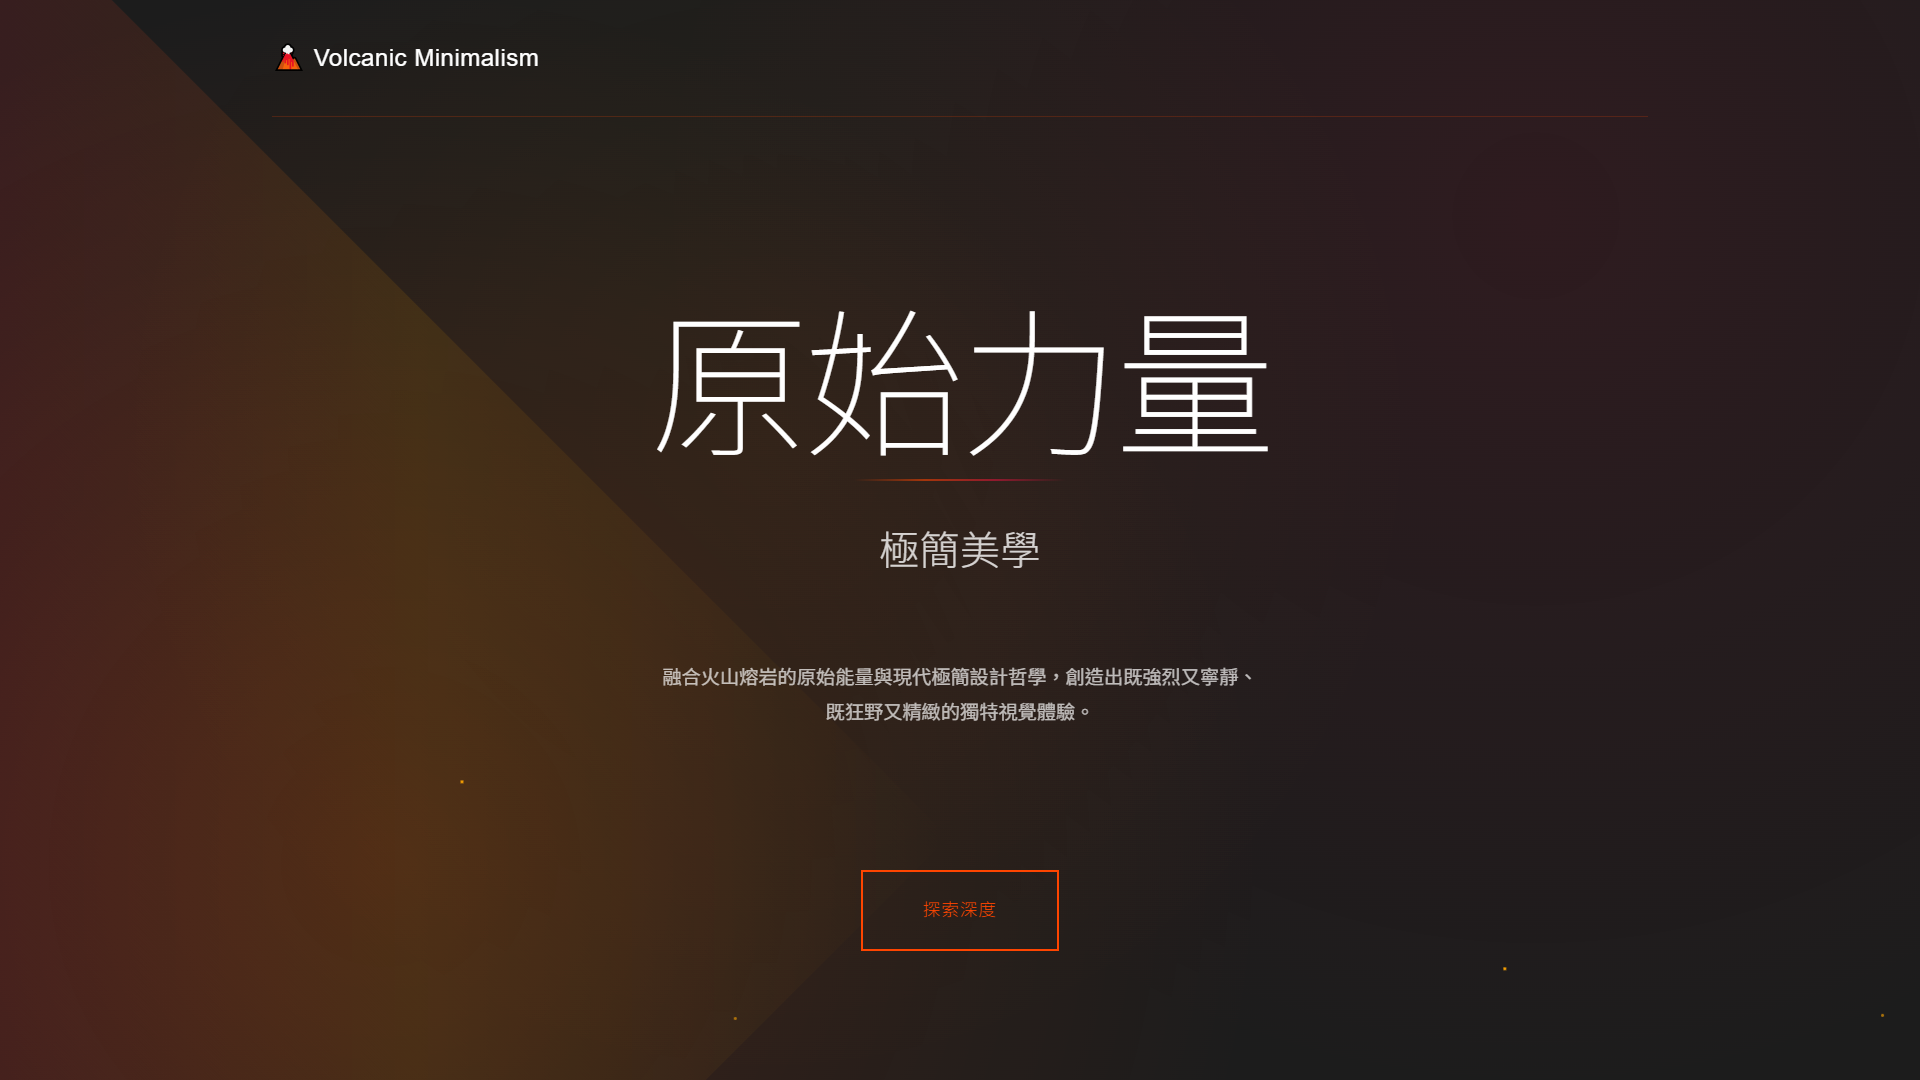 Volcanic Minimalism
原始力量
極簡美學
融合火山熔岩的原始能量與現代極簡設計哲學，創造出既強烈又寧靜、
既狂野又精緻的獨特視覺體驗。
探索深度